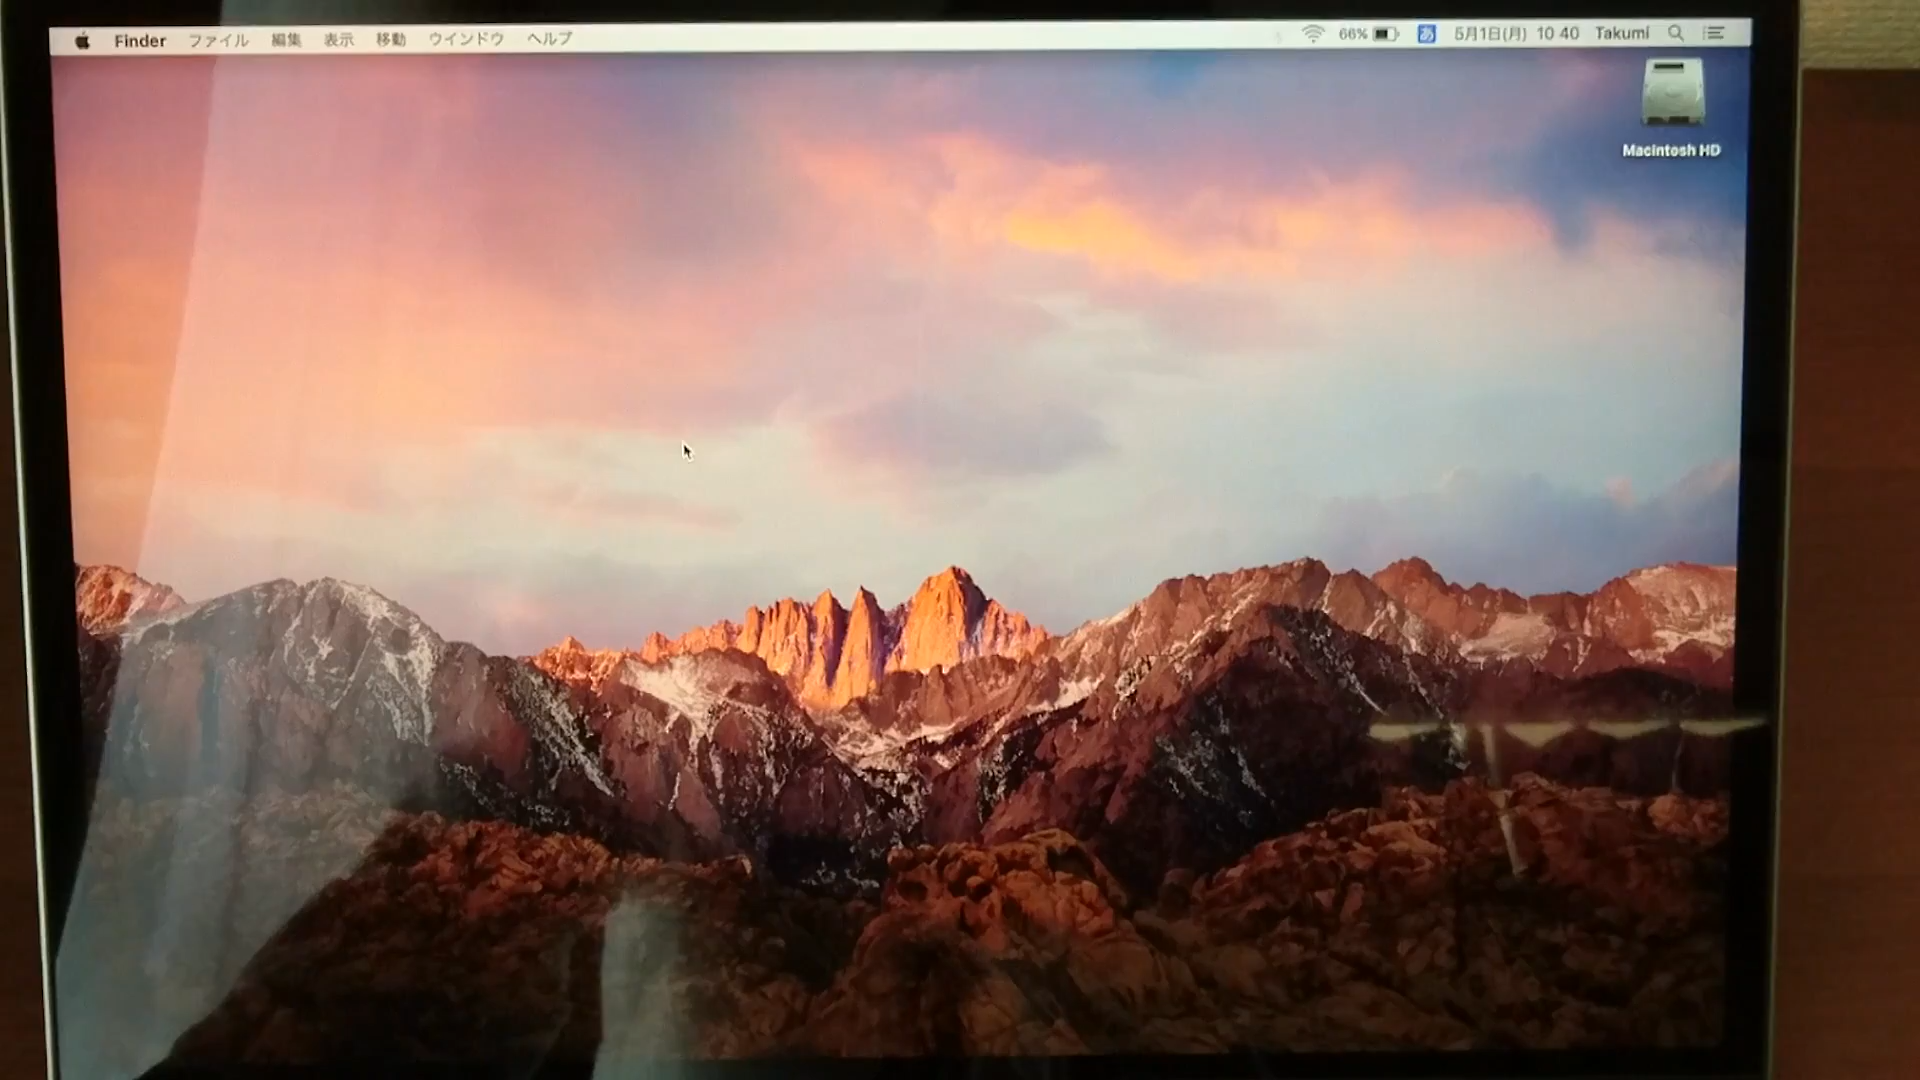 Finder ファイル 編集 表示 移動 ウインドウ ヘルプ 66% あ 5月1日(月) 10 40 Takumi
Macintosh HD